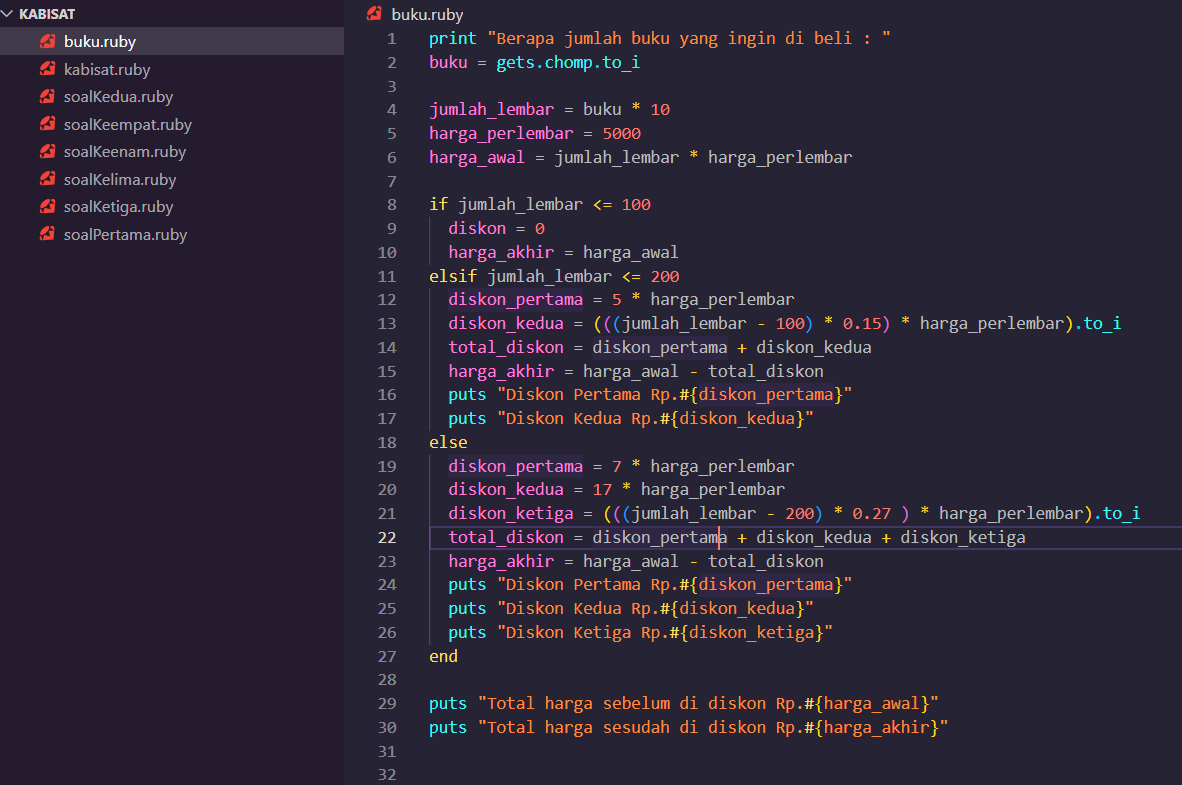 KABISAT
buku.ruby
kabisat.ruby
soalKedua.ruby
soalKeempat.ruby
soalKeenam.ruby
soalKelima.ruby
soalKetiga.ruby
soalPertama.ruby
buku.ruby
1 print "Berapa jumlah buku yang ingin di beli : "
2 buku = gets.chomp.to_i
3
4 jumlah_lembar = buku * 10
5 harga_perlembar = 5000
6 harga_awal = jumlah_lembar * harga_perlembar
7
8 if jumlah_lembar <= 100
9   diskon = 0
10   harga_akhir = harga_awal
11 elsif jumlah_lembar <= 200
12   diskon_pertama = 5 * harga_perlembar
13   diskon_kedua = (((jumlah_lembar - 100) * 0.15) * harga_perlembar).to_i
14   total_diskon = diskon_pertama + diskon_kedua
15   harga_akhir = harga_awal - total_diskon
16   puts "Diskon Pertama Rp.#{diskon_pertama}"
17   puts "Diskon Kedua Rp.#{diskon_kedua}"
18 else
19   diskon_pertama = 7 * harga_perlembar
20   diskon_kedua = 17 * harga_perlembar
21   diskon_ketiga = (((jumlah_lembar - 200) * 0.27 ) * harga_perlembar).to_i
22   total_diskon = diskon_pertama + diskon_kedua + diskon_ketiga
23   harga_akhir = harga_awal - total_diskon
24   puts "Diskon Pertama Rp.#{diskon_pertama}"
25   puts "Diskon Kedua Rp.#{diskon_kedua}"
26   puts "Diskon Ketiga Rp.#{diskon_ketiga}"
27 end
28
29 puts "Total harga sebelum di diskon Rp.#{harga_awal}"
30 puts "Total harga sesudah di diskon Rp.#{harga_akhir}"
31
32